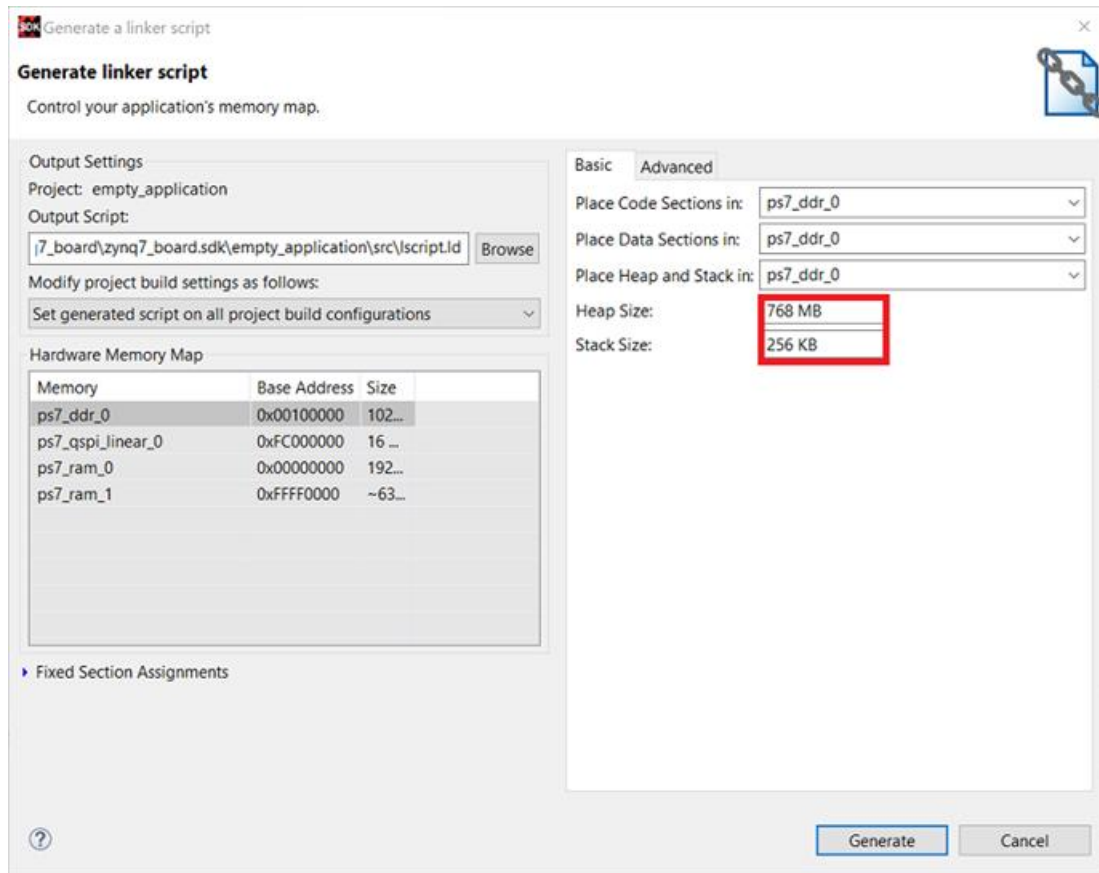 SDK Generate a linker script
Generate linker script
Control your application's memory map.
Output Settings
Project: empty_application
Output Script:
7_board\zynq7_board.sdk\empty_application\src\lscript.ld Browse
Modify project build settings as follows:
Set generated script on all project build configurations
Hardware Memory Map
Memory Base Address Size
ps7_ddr_0 0x00100000 102...
ps7_qspi_linear_0 0xFC000000 16 ...
ps7_ram_0 0x00000000 192...
ps7_ram_1 0xFFFF0000 ~63...
Fixed Section Assignments
Basic Advanced
Place Code Sections in: ps7_ddr_0
Place Data Sections in: ps7_ddr_0
Place Heap and Stack in: ps7_ddr_0
Heap Size: 768 MB
Stack Size: 256 KB
? Generate Cancel